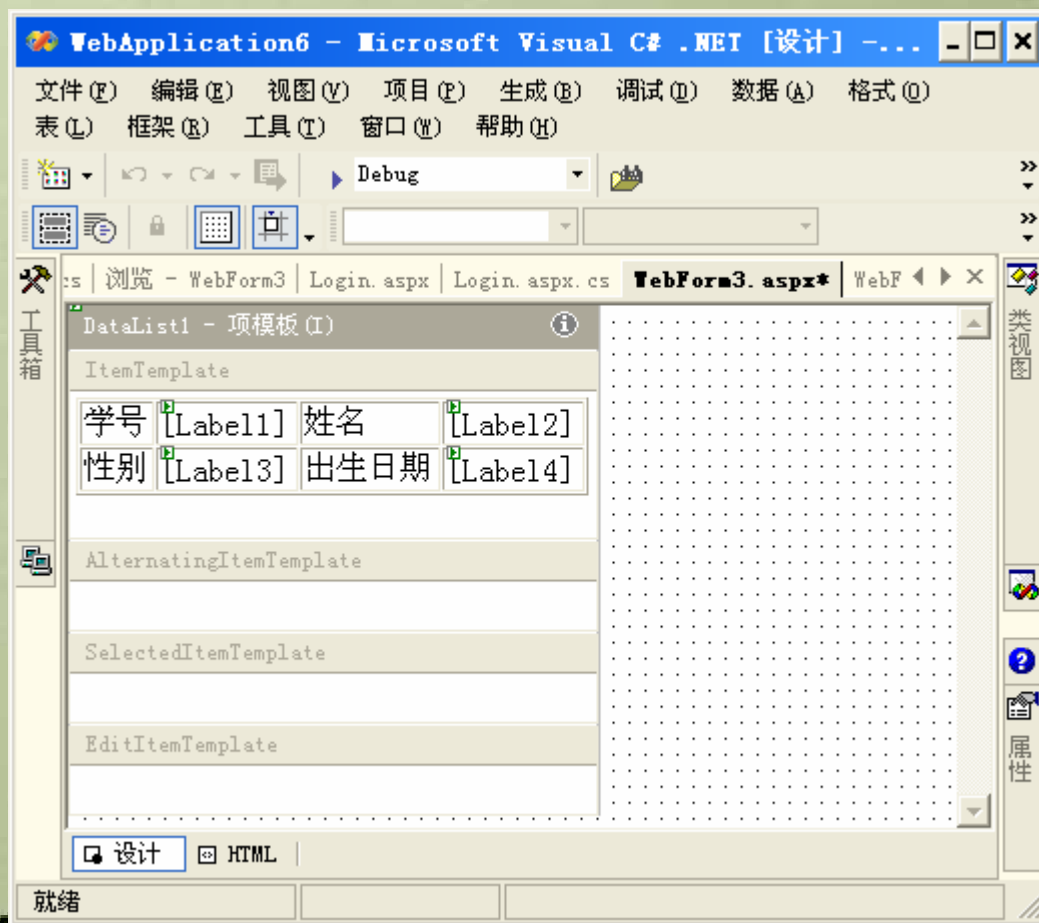 WebApplication6 - Microsoft Visual C# .NET [设计] -...
文件(F) 编辑(E) 视图(V) 项目(P) 生成(B) 调试(D) 数据(A) 格式(O)
表(L) 框架(R) 工具(T) 窗口(W) 帮助(H)
Debug
:s 浏览 - WebForm3 Login.aspx Login.aspx.cs WebForm3.aspx* WebF
工具箱
类视图
DataList1 - 项模板(I)
ItemTemplate
学号 [Label1] 姓名 [Label2]
性别 [Label3] 出生日期 [Label4]
AlternatingItemTemplate
SelectedItemTemplate
EditItemTemplate
属性
设计 HTML
就绪